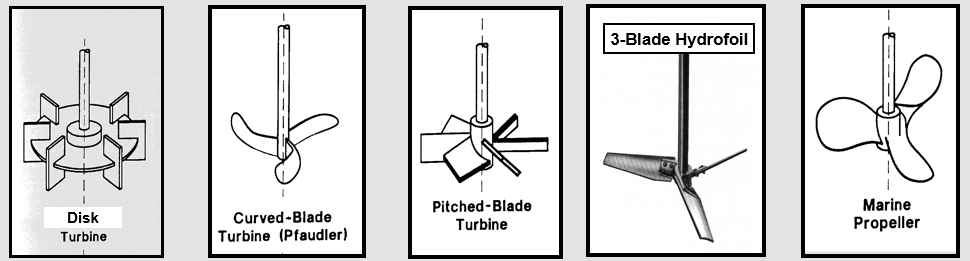 Disk
Turbine
Curved-Blade
Turbine (Pfaudler)
Pitched-Blade
Turbine
3-Blade Hydrofoil
Marine
Propeller